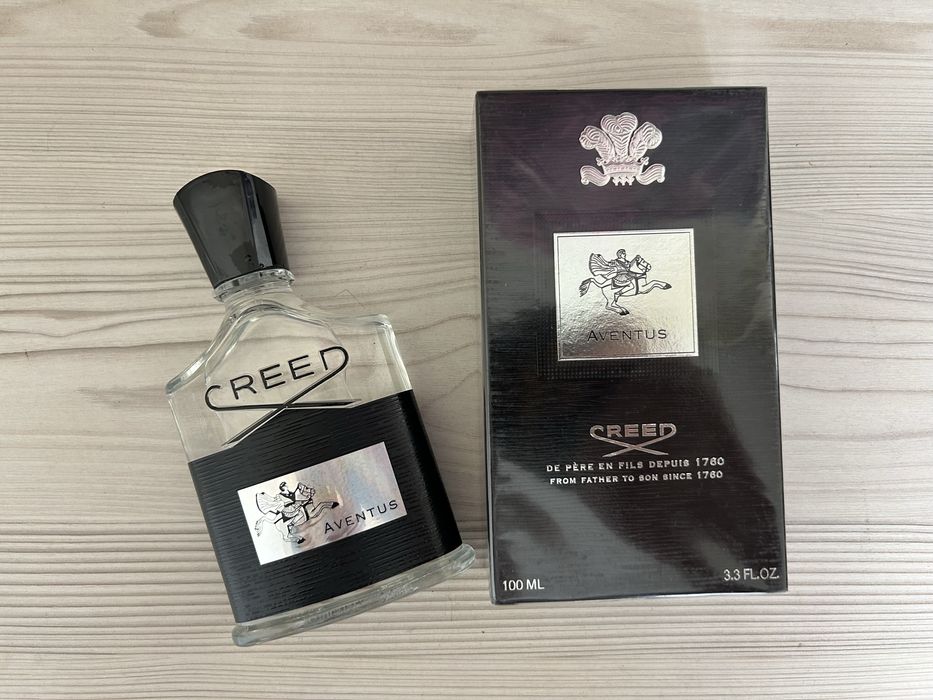 CREED
AVENTUS
AVENTUS
CREED
DE PÈRE EN FILS DEPUIS 1760
FROM FATHER TO SON SINCE 1760
100 ML
3.3 FL.OZ.